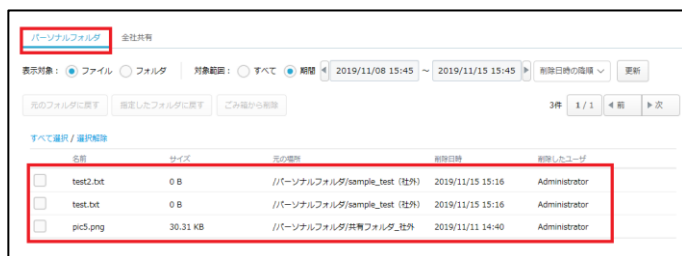 パーソナルフォルダ 全社共有
表示対象： ファイル フォルダ 対象範囲： すべて 期間 2019/11/08 15:45 ～ 2019/11/15 15:45 削除日時の降順 更新
元のフォルダに戻す 指定したフォルダに戻す ごみ箱から削除 3件 1 / 1 前 次
すべて選択 / 選択解除
名前 サイズ 元の場所 削除日時 削除したユーザ
test2.txt 0 B //パーソナルフォルダ/sample_test（社外） 2019/11/15 15:16 Administrator
test.txt 0 B //パーソナルフォルダ/sample_test（社外） 2019/11/15 15:16 Administrator
pic5.png 30.31 KB //パーソナルフォルダ/共有フォルダ_社外 2019/11/11 14:40 Administrator